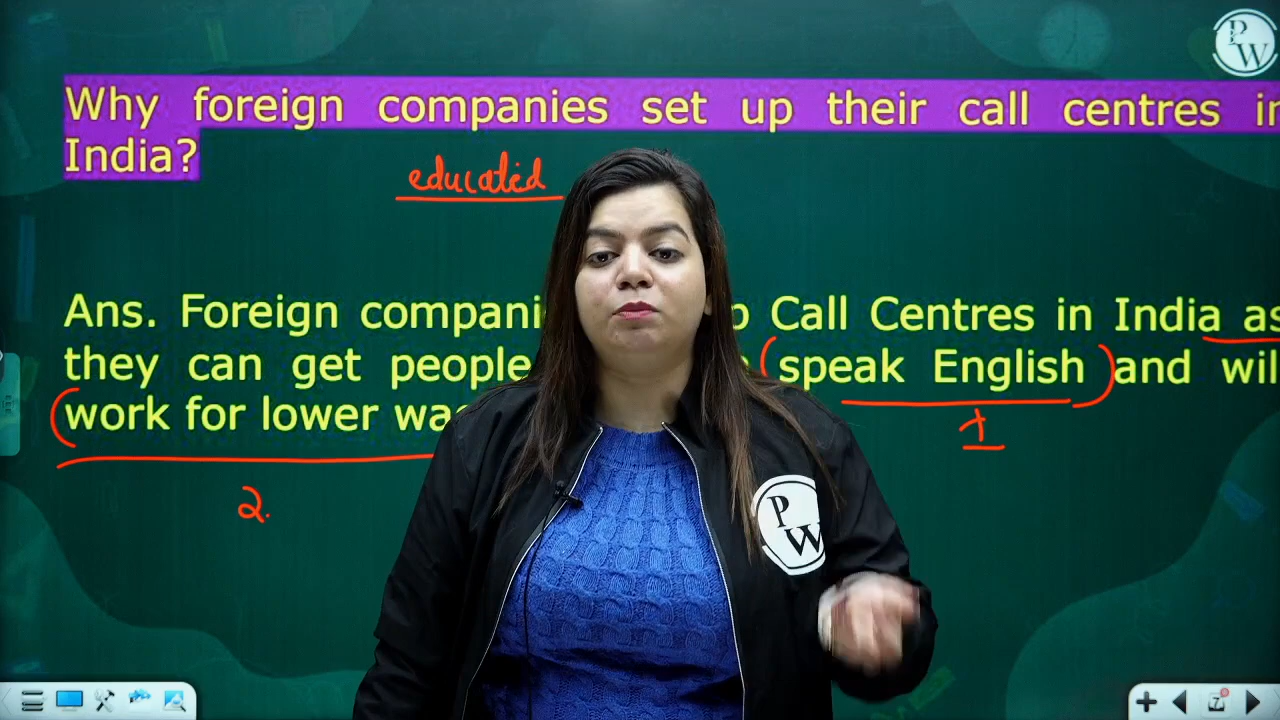 PW
Why foreign companies set up their call centres in
India?
educated
Ans. Foreign compani Call Centres in India as
they can get people (speak English) and wil
(work for lower wa
1
2.
PW